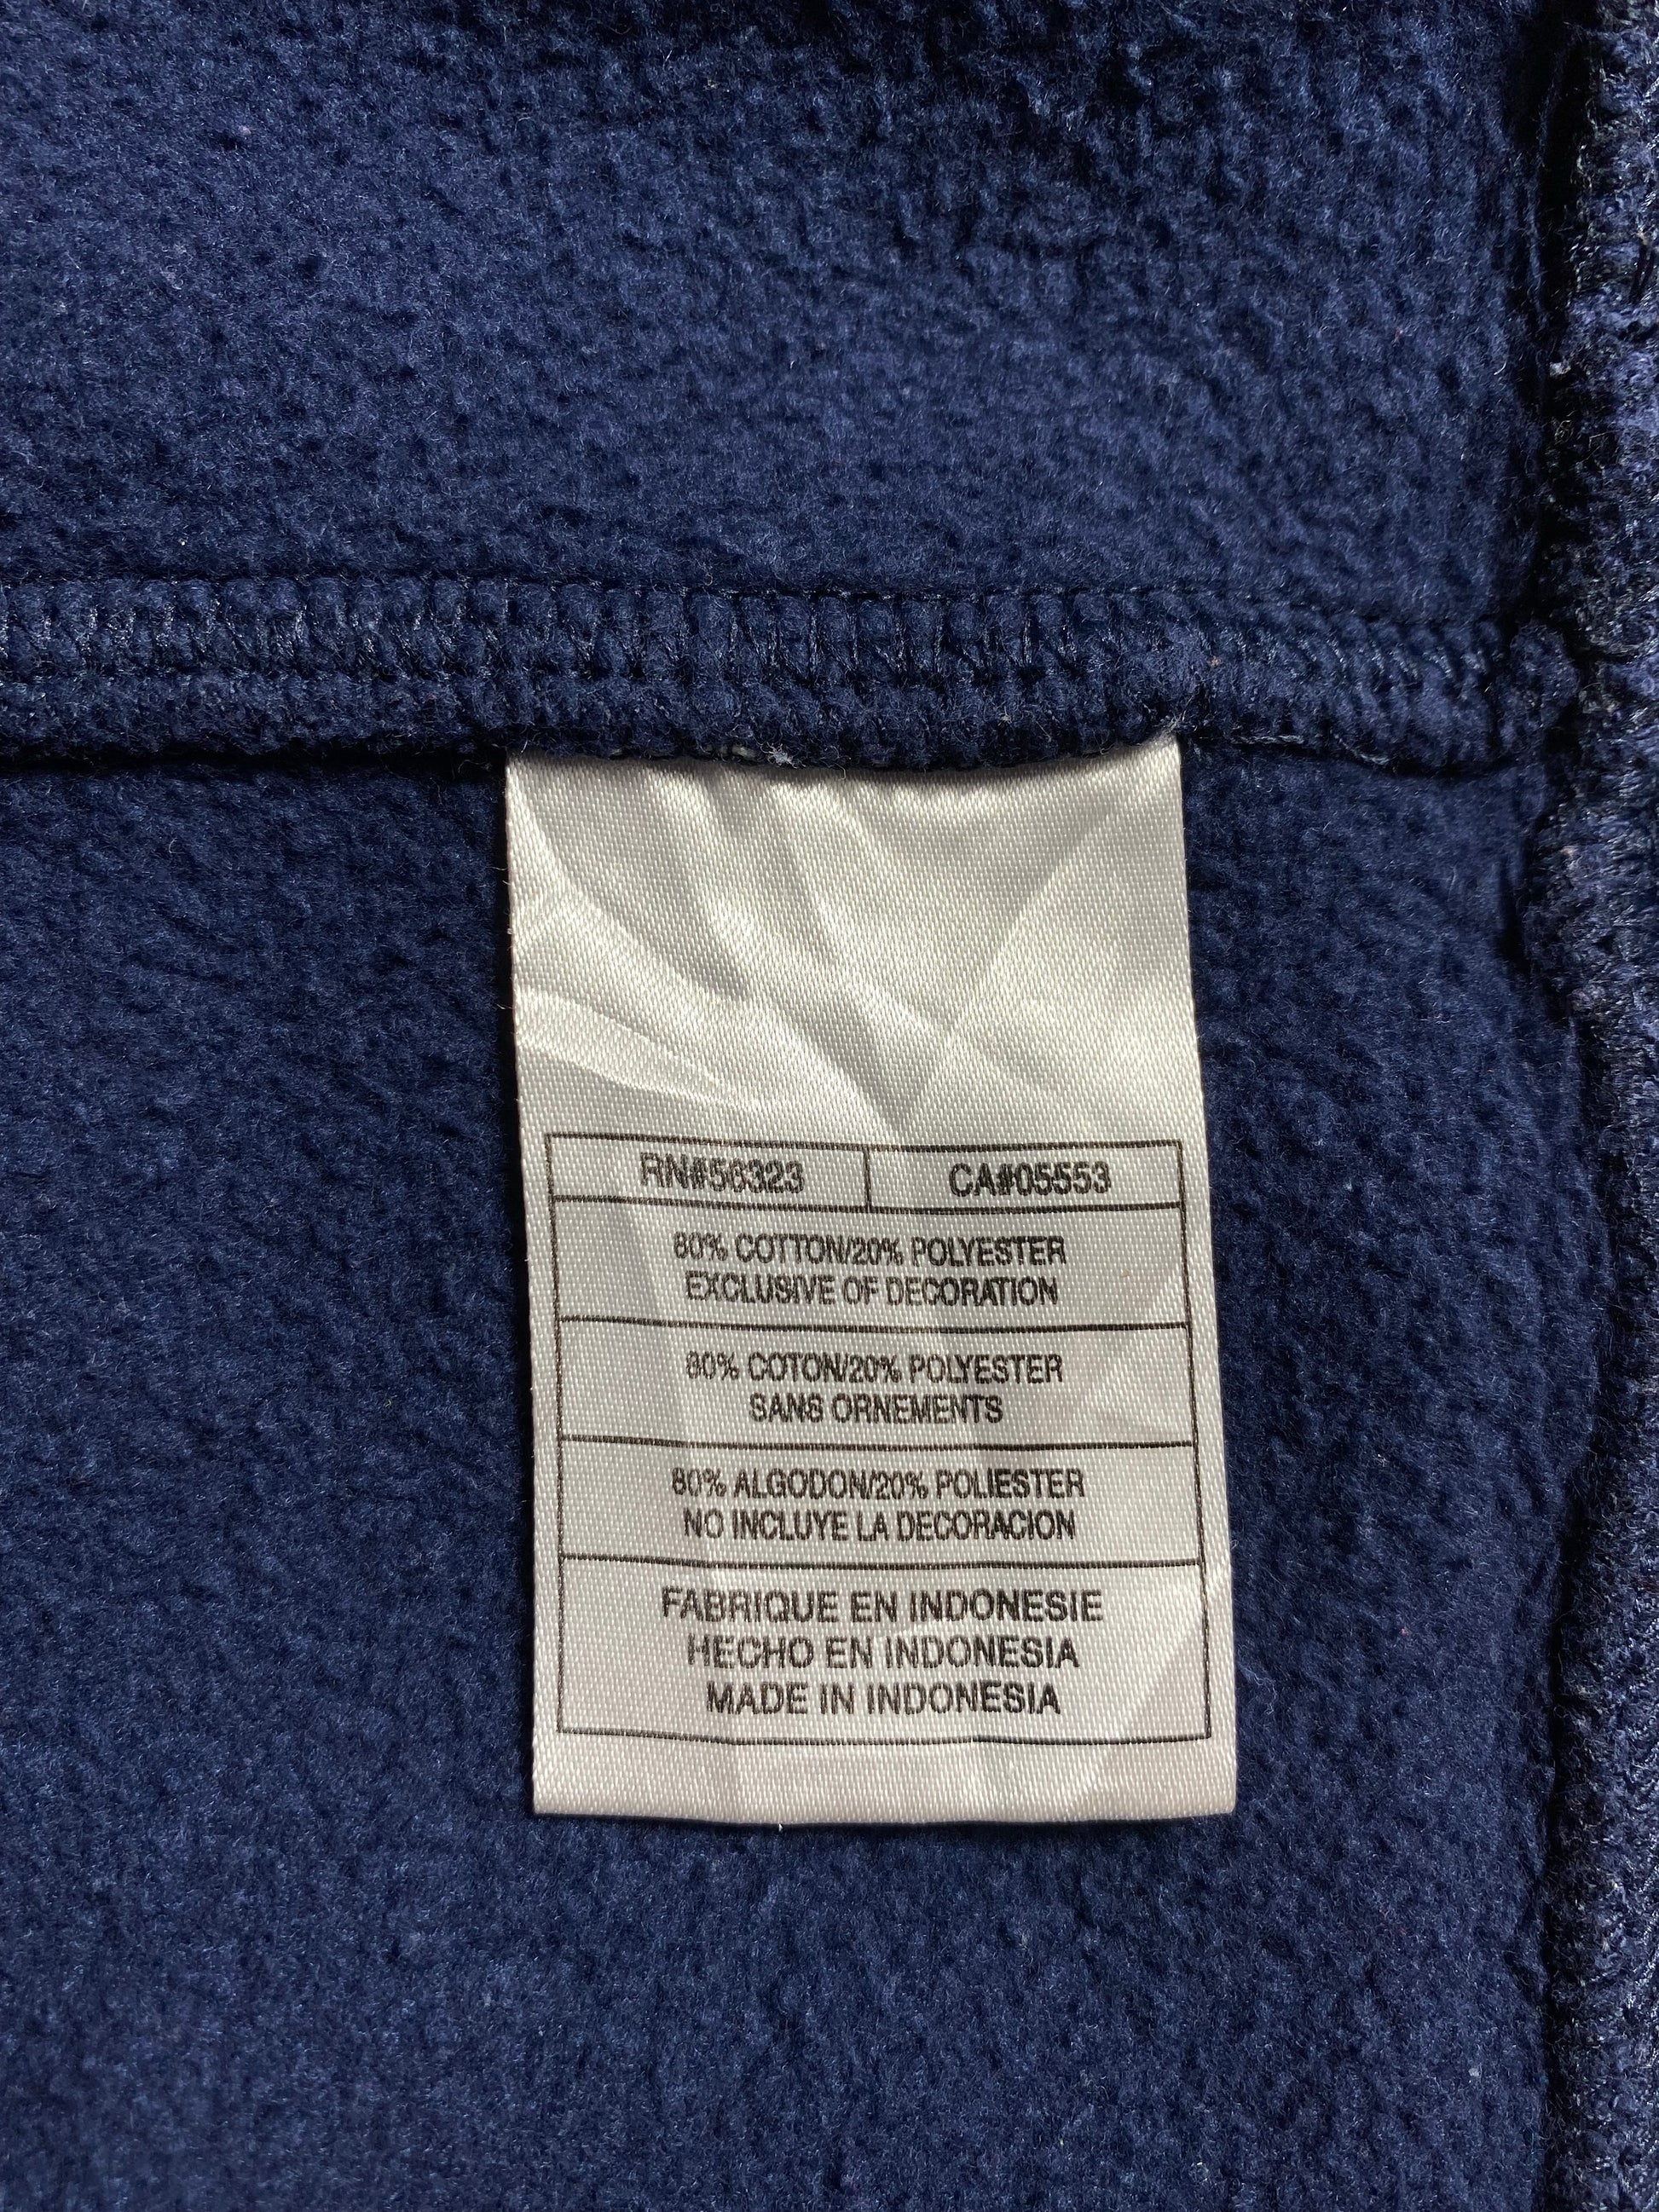 RN#56323 CA#05553
80% COTTON/20% POLYESTER
EXCLUSIVE OF DECORATION
80% COTON/20% POLYESTER
SANS ORNEMENTS
80% ALGODON/20% POLIESTER
NO INCLUYE LA DECORACION
FABRIQUE EN INDONESIE
HECHO EN INDONESIA
MADE IN INDONESIA